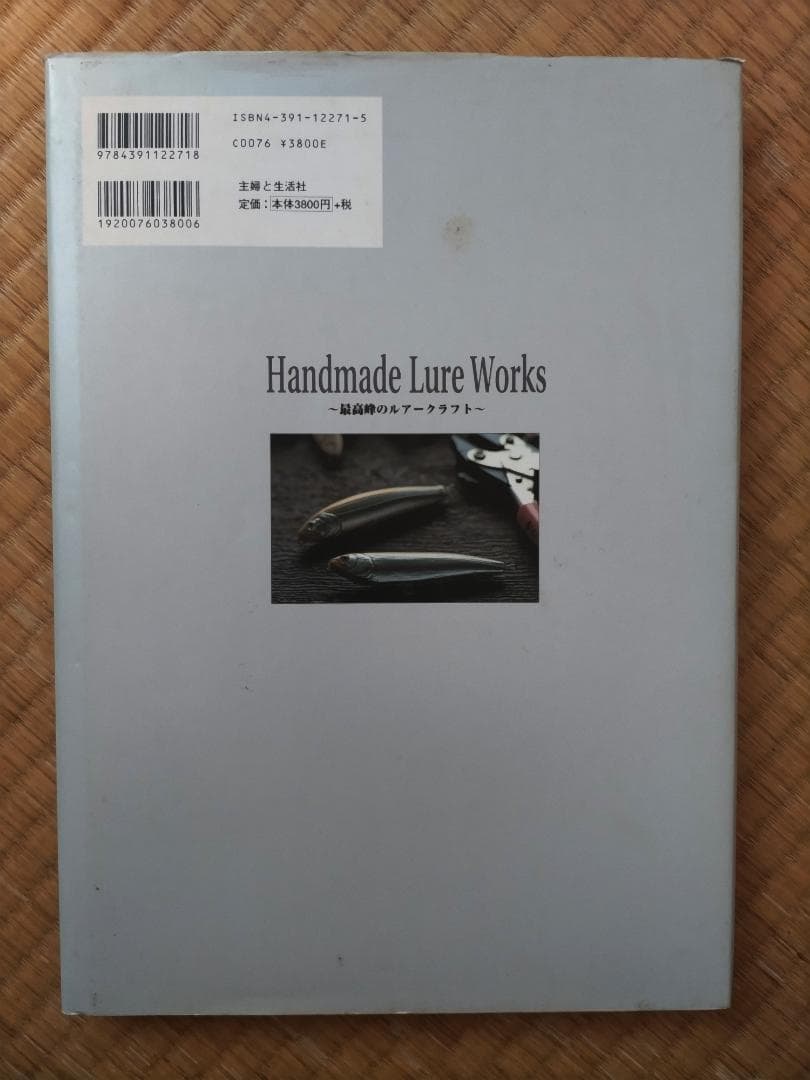 ISBN4-391-12271-5
C0076 ¥3800E
9784391122718
主婦と生活社
定価：本体3800円+税
1920076038006
Handmade Lure Works
～最高峰のルアークラフト～